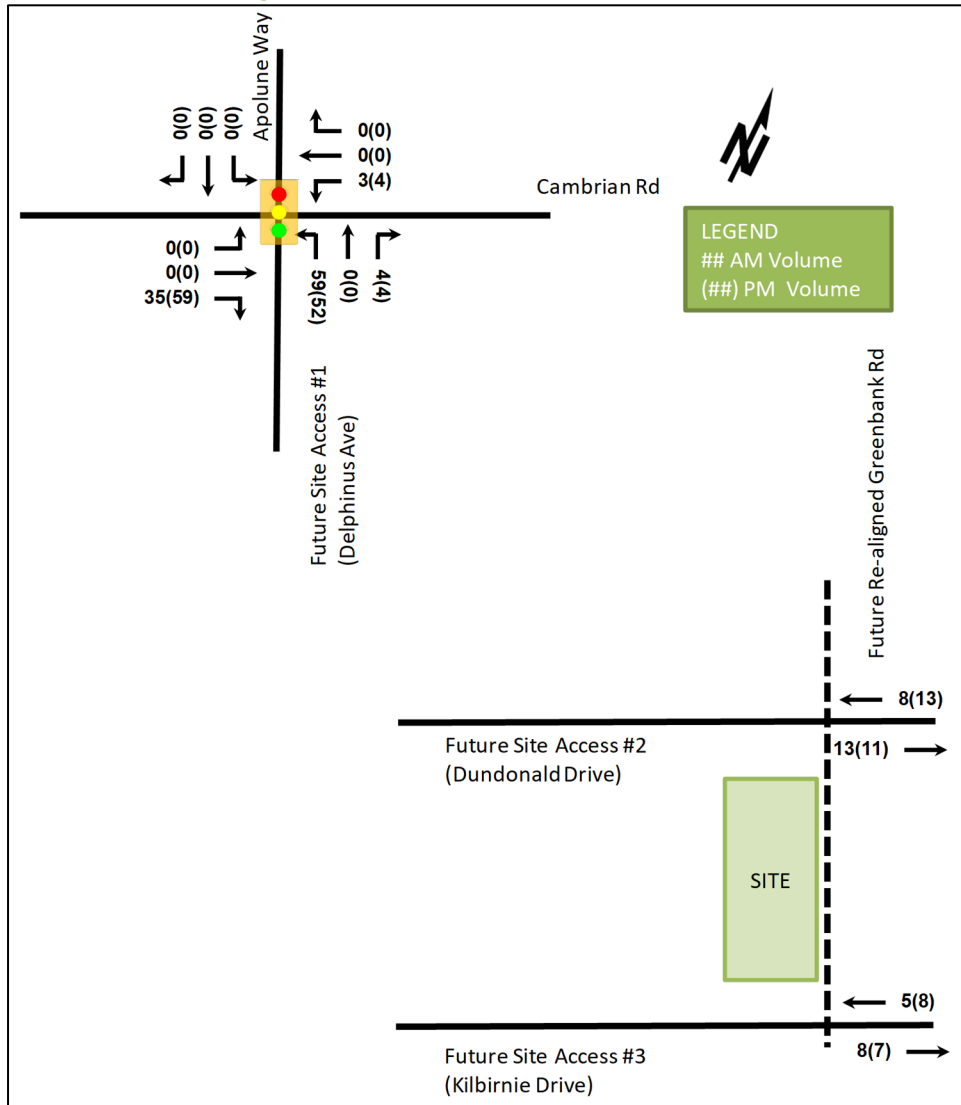 Apolune Way
0(0)
0(0)
0(0)
0(0)
0(0)
3(4)
Cambrian Rd
N
0(0)
0(0)
35(59)
59(52)
0(0)
4(4)
LEGEND
## AM Volume
(##) PM Volume
Future Site Access #1
(Delphinus Ave)
Future Re-aligned Greenbank Rd
8(13)
Future Site Access #2
(Dundonald Drive)
13(11)
SITE
5(8)
Future Site Access #3
(Kilbirnie Drive)
8(7)